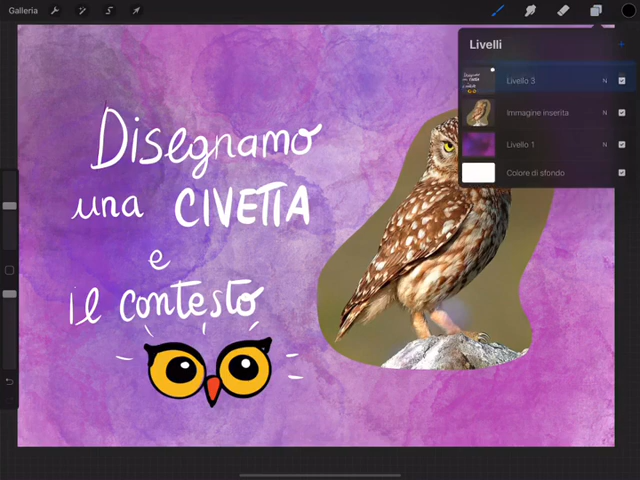 Galleria
Livelli
Livello 3
N
Immagine inserita
N
Livello 1
N
Colore di sfondo
Disegnamo
una CIVETTA
e
il contesto